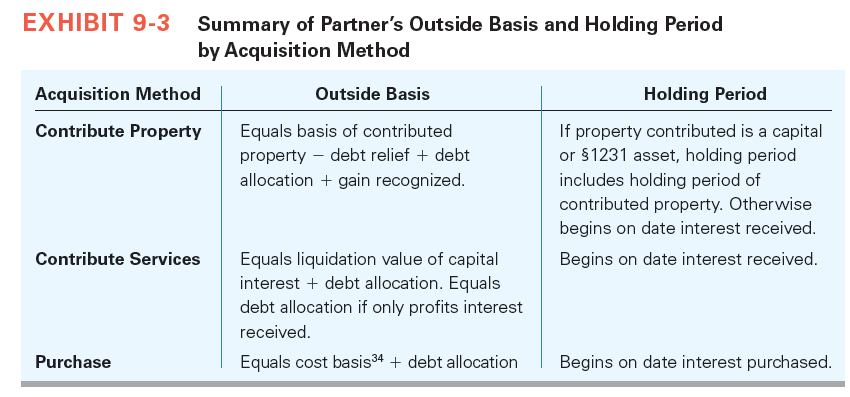 EXHIBIT 9-3 Summary of Partner's Outside Basis and Holding Period
by Acquisition Method
Acquisition Method Outside Basis Holding Period
Contribute Property Equals basis of contributed If property contributed is a capital
property − debt relief + debt or §1231 asset, holding period
allocation + gain recognized. includes holding period of
contributed property. Otherwise
begins on date interest received.
Contribute Services Equals liquidation value of capital Begins on date interest received.
interest + debt allocation. Equals
debt allocation if only profits interest
received.
Purchase Equals cost basis³⁴ + debt allocation Begins on date interest purchased.